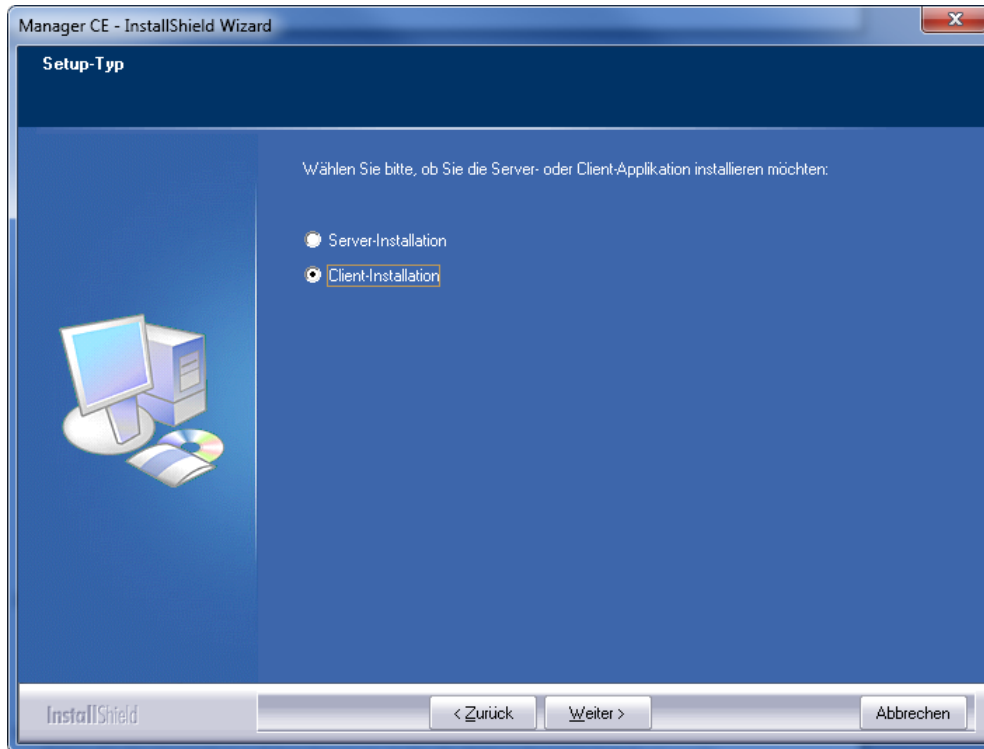 Manager CE - InstallShield Wizard
Setup-Typ
Wählen Sie bitte, ob Sie die Server- oder Client-Applikation installieren möchten:
Server-Installation
Client-Installation
InstallShield
< Zurück
Weiter >
Abbrechen